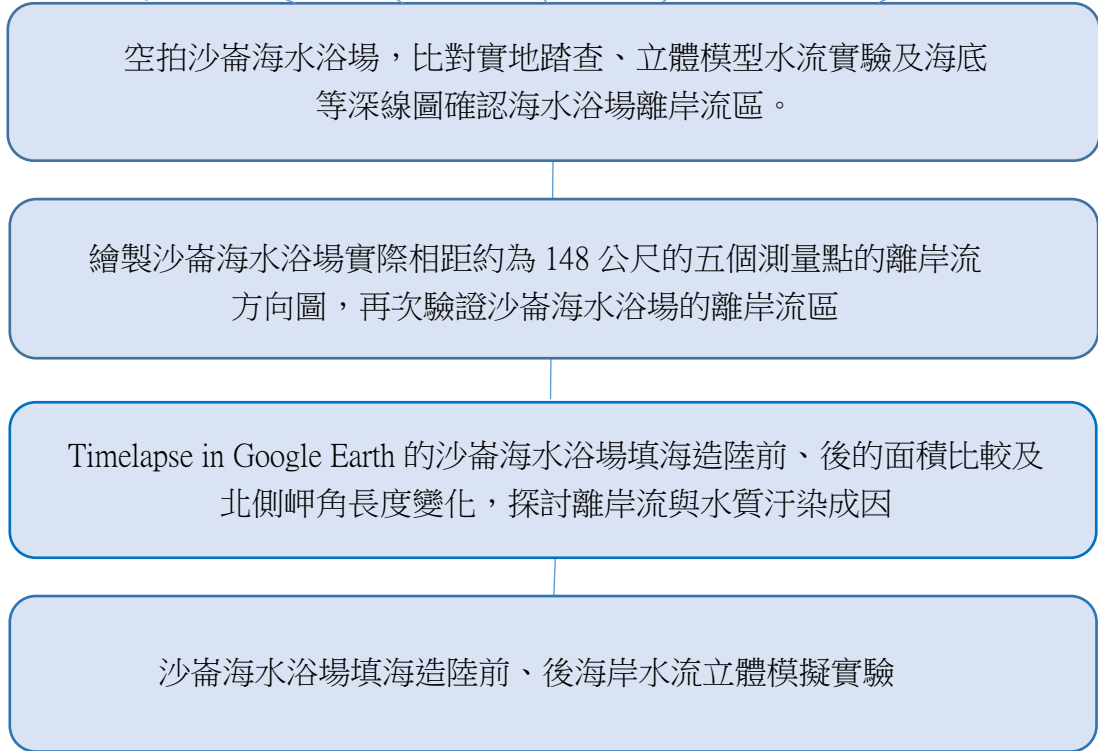 空拍沙崙海水浴場，比對實地踏查、立體模型水流實驗及海底
等深線圖確認海水浴場離岸流區。
繪製沙崙海水浴場實際相距約為 148 公尺的五個測量點的離岸流
方向圖，再次驗證沙崙海水浴場的離岸流區
Timelapse in Google Earth 的沙崙海水浴場填海造陸前、後的面積比較及
北側岬角長度變化，探討離岸流與水質汙染成因
沙崙海水浴場填海造陸前、後海岸水流立體模擬實驗